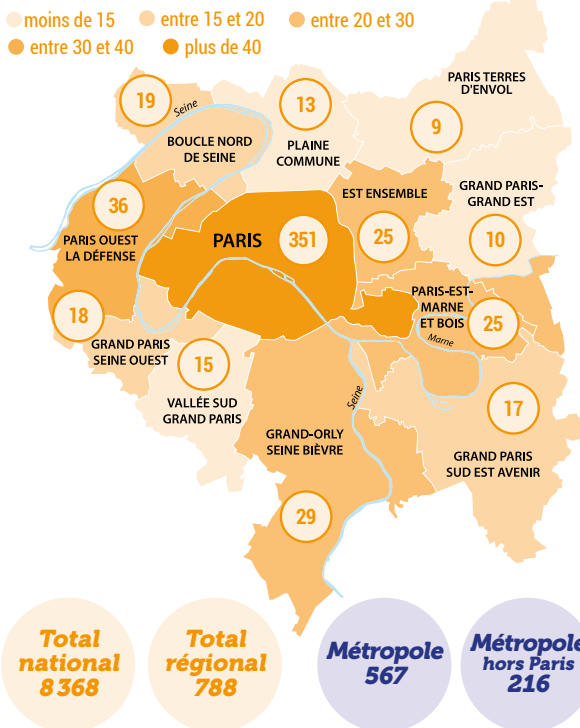 moins de 15
entre 15 et 20
entre 20 et 30
entre 30 et 40
plus de 40
PARIS TERRES
D'ENVOL
9
19
Seine
13
BOUCLE NORD
DE SEINE
PLAINE
COMMUNE
EST ENSEMBLE
25
GRAND PARIS-
GRAND EST
10
36
PARIS OUEST
LA DÉFENSE
PARIS
351
PARIS-EST-
MARNE
ET BOIS
25
Marne
18
GRAND PARIS
SEINE OUEST
15
VALLÉE SUD
GRAND PARIS
Seine
17
GRAND PARIS
SUD EST AVENIR
GRAND-ORLY
SEINE BIÈVRE
29
Total
national
8 368
Total
régional
788
Métropole
567
Métropole
hors Paris
216